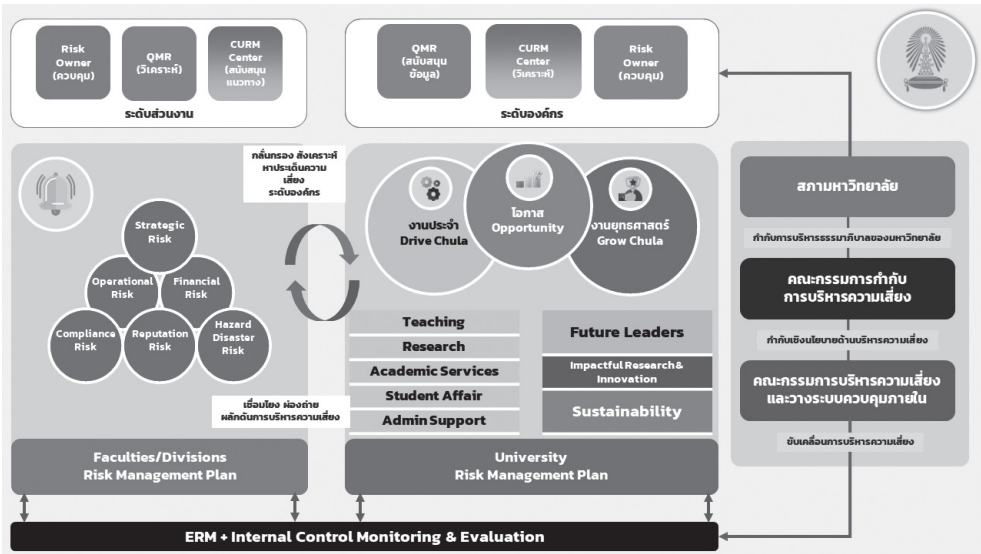 Risk
Owner
(ควบคุม)
QMR
(วิเคราะห์)
CURM
Center
(สนับสนุน
แนวทาง)
ระดับส่วนงาน
QMR
(สนับสนุน
ข้อมูล)
CURM
Center
(วิเคราะห์)
Risk
Owner
(ควบคุม)
ระดับองค์กร
Strategic
Risk
Operational
Risk
Financial
Risk
Compliance
Risk
Reputation
Risk
Hazard
Disaster
Risk
กลั่นกรอง สังเคราะห์
หาประเด็นความ
เสี่ยง
ระดับองค์กร
เชื่อมโยง ผ่องถ่าย
ผลักดันการบริหารความเสี่ยง
งานประจำ
Drive Chula
โอกาส
Opportunity
งานยุทธศาสตร์
Grow Chula
Teaching
Research
Academic Services
Student Affair
Admin Support
Future Leaders
Impactful Research &
Innovation
Sustainability
Faculties/Divisions
Risk Management Plan
University
Risk Management Plan
ERM + Internal Control Monitoring & Evaluation
สภามหาวิทยาลัย
กำกับการบริหารธรรมาภิบาลของมหาวิทยาลัย
คณะกรรมการกำกับ
การบริหารความเสี่ยง
กำกับเชิงนโยบายด้านบริหารความเสี่ยง
คณะกรรมการบริหารความเสี่ยง
และวางระบบควบคุมภายใน
ขับเคลื่อนการบริหารความเสี่ยง